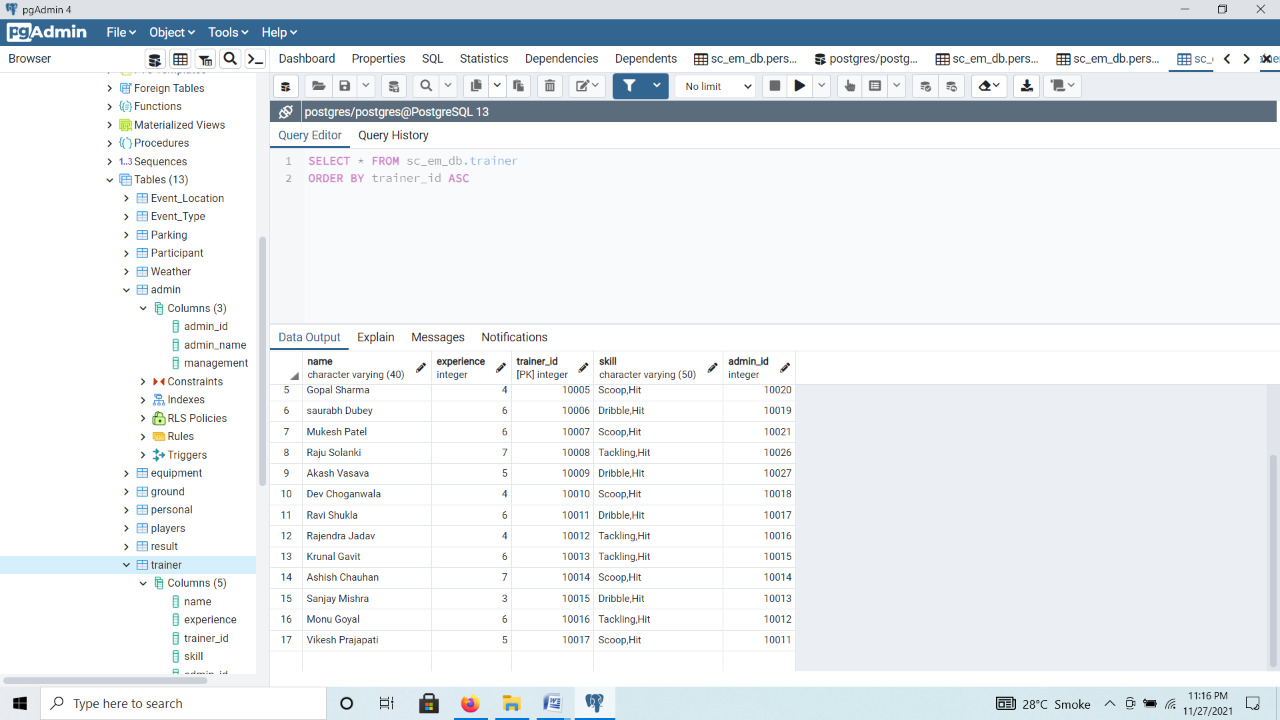 pgAdmin 4
pgAdmin File Object Tools Help
Browser
Dashboard Properties SQL Statistics Dependencies Dependents sc_em_db.pers... postgres/postg... sc_em_db.pers... sc_em_db.pers... sc_
No limit
postgres/postgres@PostgreSQL 13
Query Editor Query History
1 SELECT * FROM sc_em_db.trainer
2 ORDER BY trainer_id ASC
Foreign Tables
Functions
Materialized Views
Procedures
1..3 Sequences
Tables (13)
Event_Location
Event_Type
Parking
Participant
Weather
admin
Columns (3)
admin_id
admin_name
management
Constraints
Indexes
RLS Policies
Rules
Triggers
equipment
ground
personal
players
result
trainer
Columns (5)
name
experience
trainer_id
skill
admin_id
Data Output Explain Messages Notifications
name experience trainer_id skill admin_id
character varying (40) integer [PK] integer character varying (50) integer
5 Gopal Sharma 4 10005 Scoop,Hit 10020
6 saurabh Dubey 6 10006 Dribble,Hit 10019
7 Mukesh Patel 6 10007 Scoop,Hit 10021
8 Raju Solanki 7 10008 Tackling,Hit 10026
9 Akash Vasava 5 10009 Dribble,Hit 10027
10 Dev Choganwala 4 10010 Scoop,Hit 10018
11 Ravi Shukla 6 10011 Dribble,Hit 10017
12 Rajendra Jadav 4 10012 Tackling,Hit 10016
13 Krunal Gavit 6 10013 Tackling,Hit 10015
14 Ashish Chauhan 7 10014 Scoop,Hit 10014
15 Sanjay Mishra 3 10015 Dribble,Hit 10013
16 Monu Goyal 6 10016 Tackling,Hit 10012
17 Vikesh Prajapati 5 10017 Scoop,Hit 10011
Type here to search
28°C Smoke
11:16 PM
11/27/2021